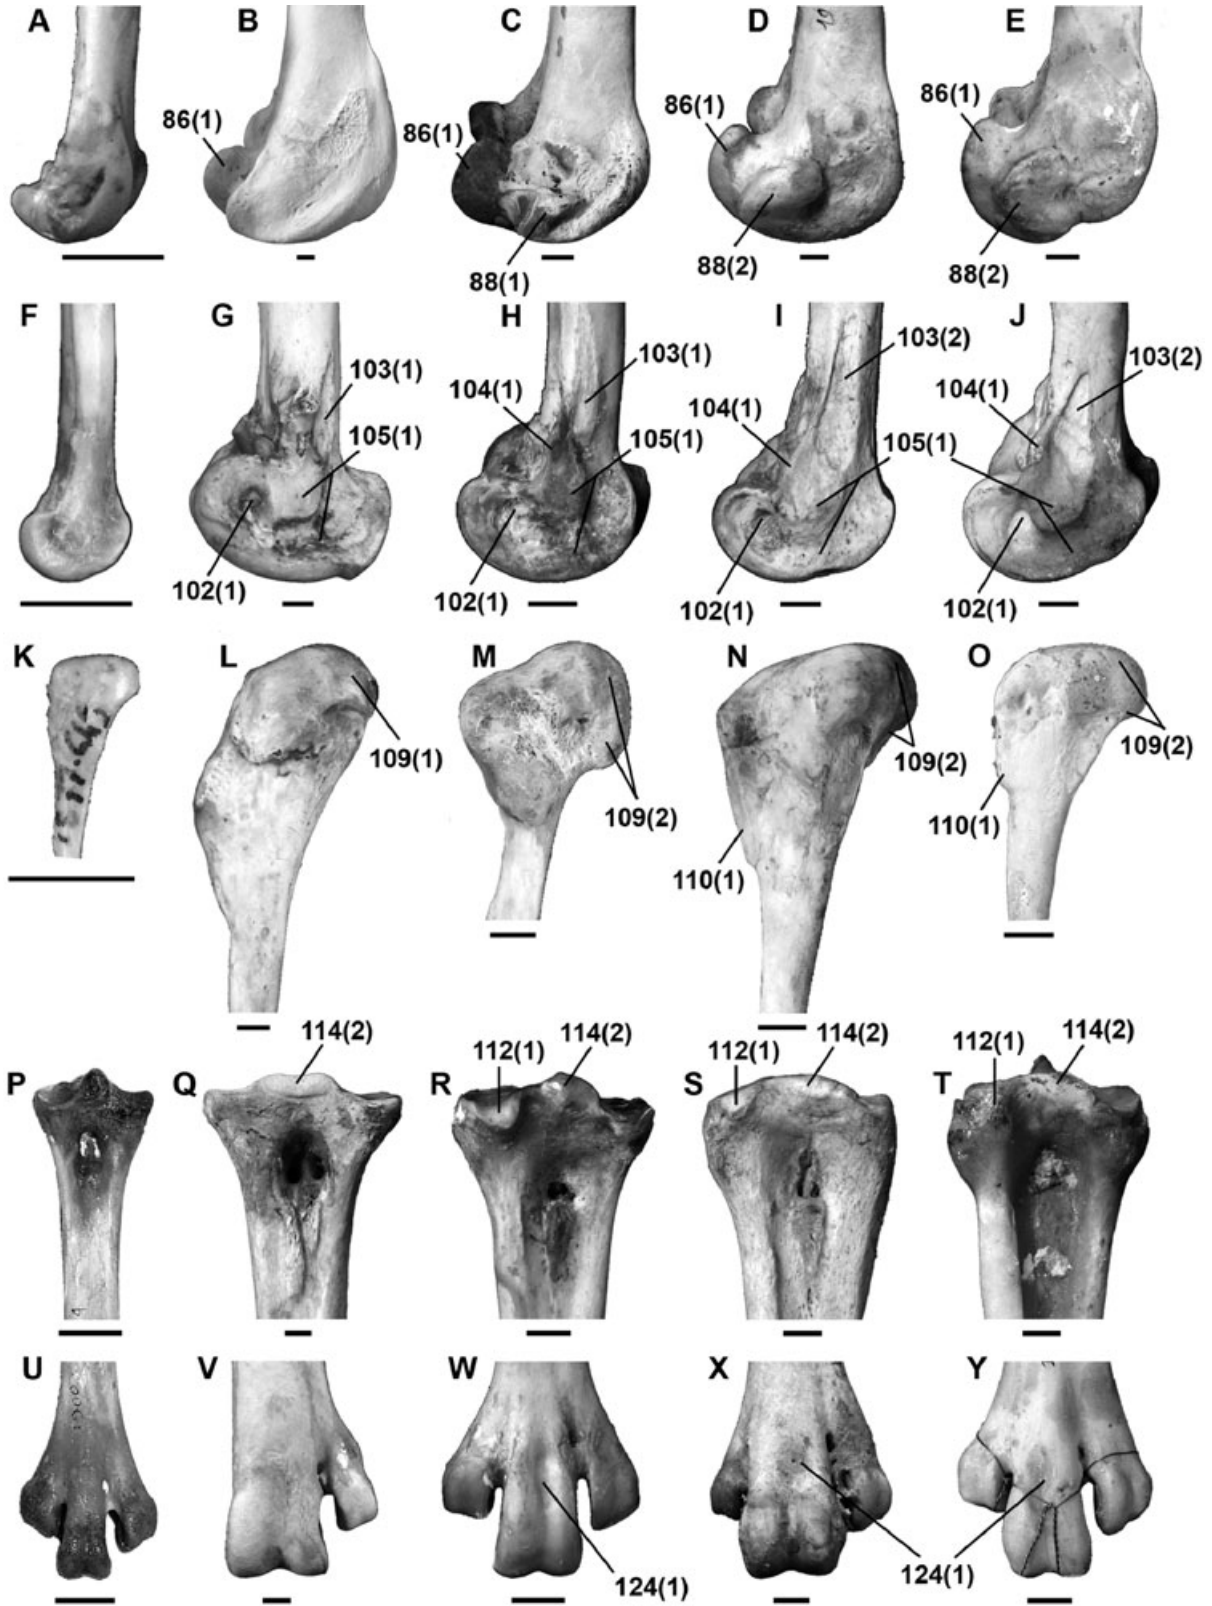 A B C D E
10
86(1) 86(1) 86(1) 86(1)
86(1)
88(1) 88(2) 88(2)
F G H I J
103(1) 103(1) 103(2) 103(2)
104(1) 104(1) 104(1)
105(1) 105(1) 105(1)
102(1) 102(1) 102(1) 102(1)
K L M N O
109(1) 109(2) 109(2) 109(2)
110(1) 110(1)
114(2) 114(2) 114(2) 114(2)
112(1) 112(1) 112(1)
P Q R S T
U V W X Y
124(1) 124(1)